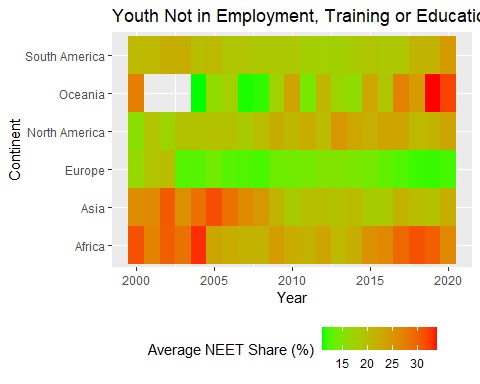 Youth Not in Employment, Training or Educatio
South America
Oceania
North America
Europe
Asia
Africa
Continent
2000 2005 2010 2015 2020
Year
Average NEET Share (%)
15 20 25 30